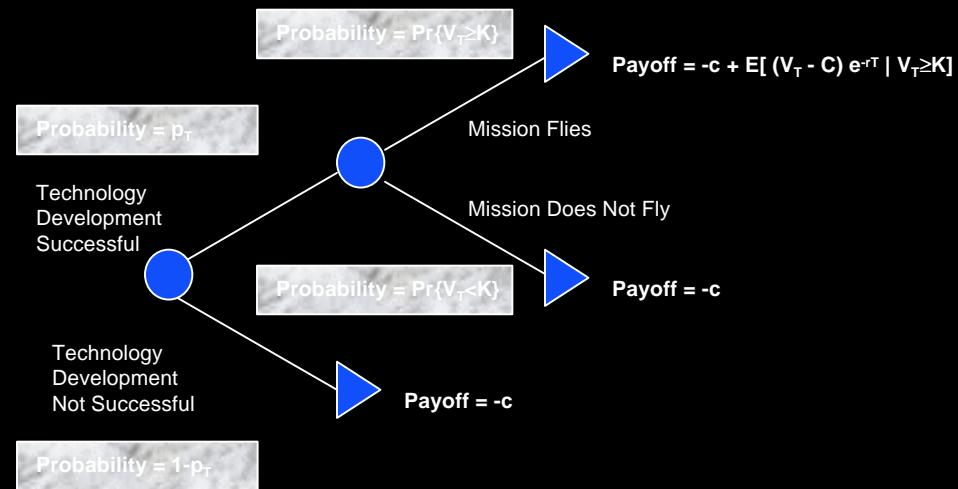 Probability = Pr{V_T≥K}
Payoff = -c + E[ (V_T - C) e^-rT | V_T≥K]
Probability = p_T
Mission Flies
Technology
Development
Successful
Mission Does Not Fly
Probability = Pr{V_T<K}
Payoff = -c
Technology
Development
Not Successful
Payoff = -c
Probability = 1-p_T